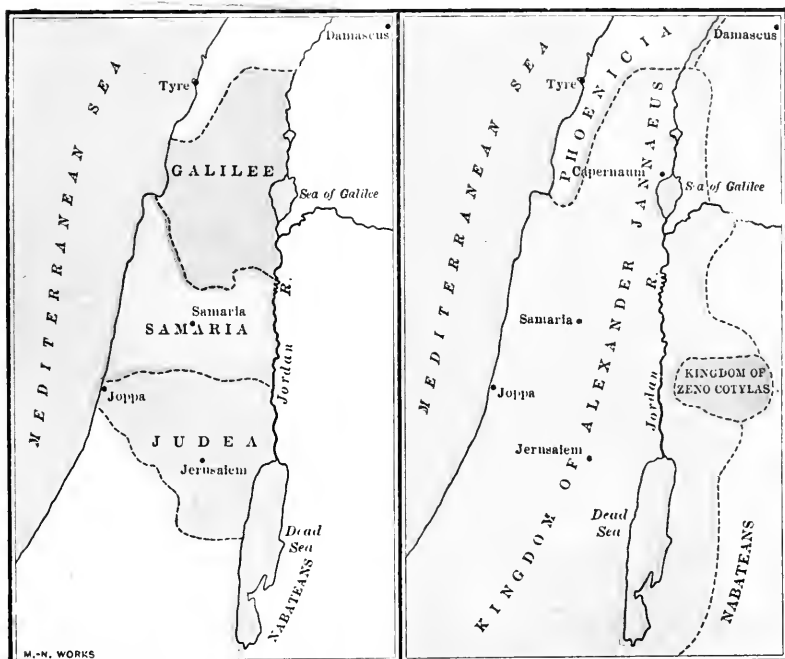 Damascus
Tyre
MEDITERRANEAN SEA
GALILEE
Sea of Galilee
Samaria
SAMARIA
Jordan R.
Joppa
JUDEA
Jerusalem
Dead
Sea
NABATEANS
M.-N. WORKS
Damascus
Tyre
PHOENICIA
MEDITERRANEAN SEA
Capernaum
Sea of Galilee
KINGDOM OF ALEXANDER JANNAEUS
Samaria
Jordan R.
KINGDOM OF
ZENO COTYLAS
Joppa
Jerusalem
Dead
Sea
NABATEANS